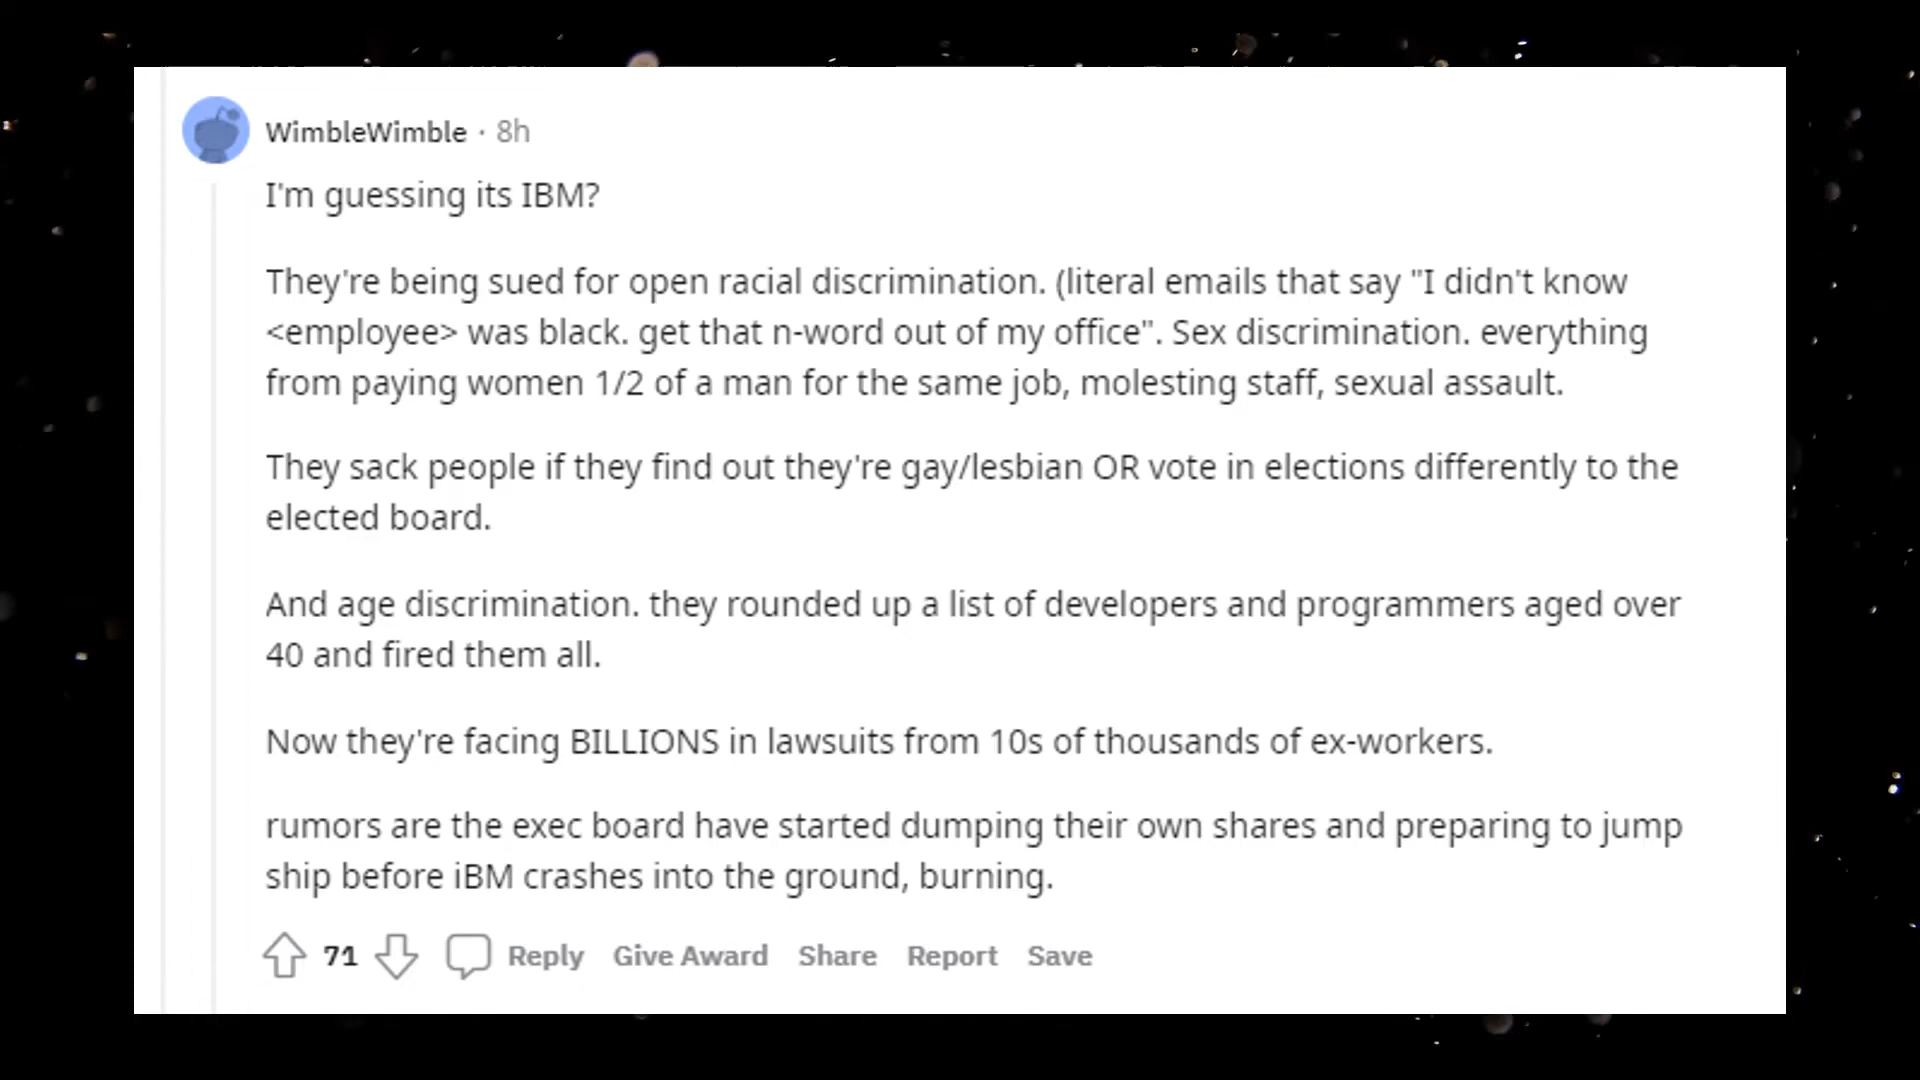 WimbleWimble · 8h
I'm guessing its IBM?
They're being sued for open racial discrimination. (literal emails that say "I didn't know
<employee> was black. get that n-word out of my office". Sex discrimination. everything
from paying women 1/2 of a man for the same job, molesting staff, sexual assault.
They sack people if they find out they're gay/lesbian OR vote in elections differently to the
elected board.
And age discrimination. they rounded up a list of developers and programmers aged over
40 and fired them all.
Now they're facing BILLIONS in lawsuits from 10s of thousands of ex-workers.
rumors are the exec board have started dumping their own shares and preparing to jump
ship before iBM crashes into the ground, burning.
71 Reply Give Award Share Report Save